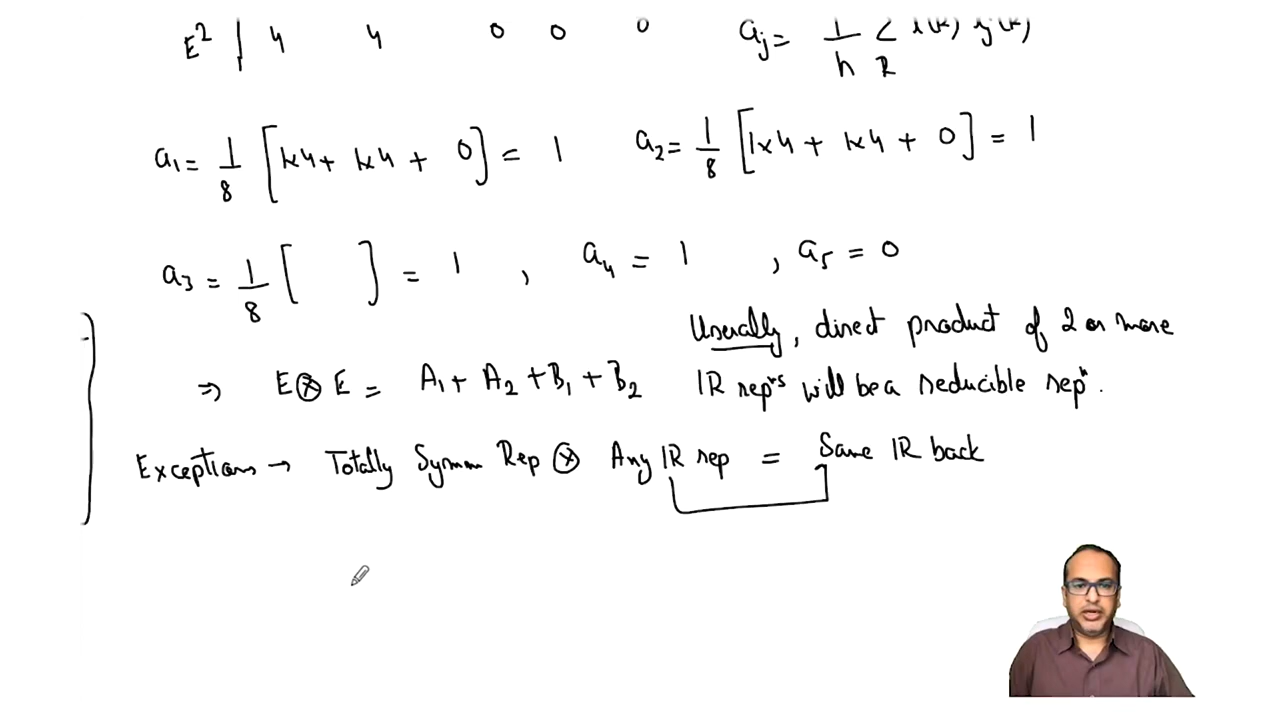 E² | 4 4 0 0 0 aⱼ = 1/h Σ_R χ(R) χⱼ(R)
a₁ = 1/8 [1×4 + 1×4 + 0] = 1 a₂ = 1/8 [1×4 + 1×4 + 0] = 1
a₃ = 1/8 [ ] = 1 , a₄ = 1 , a₅ = 0
Usually, direct product of 2 or more
⇒ E ⊗ E = A₁ + A₂ + B₁ + B₂ IR repⁿs will be a reducible repⁿ.
Exceptions → Totally Symm Rep ⊗ Any IR rep = Same IR back